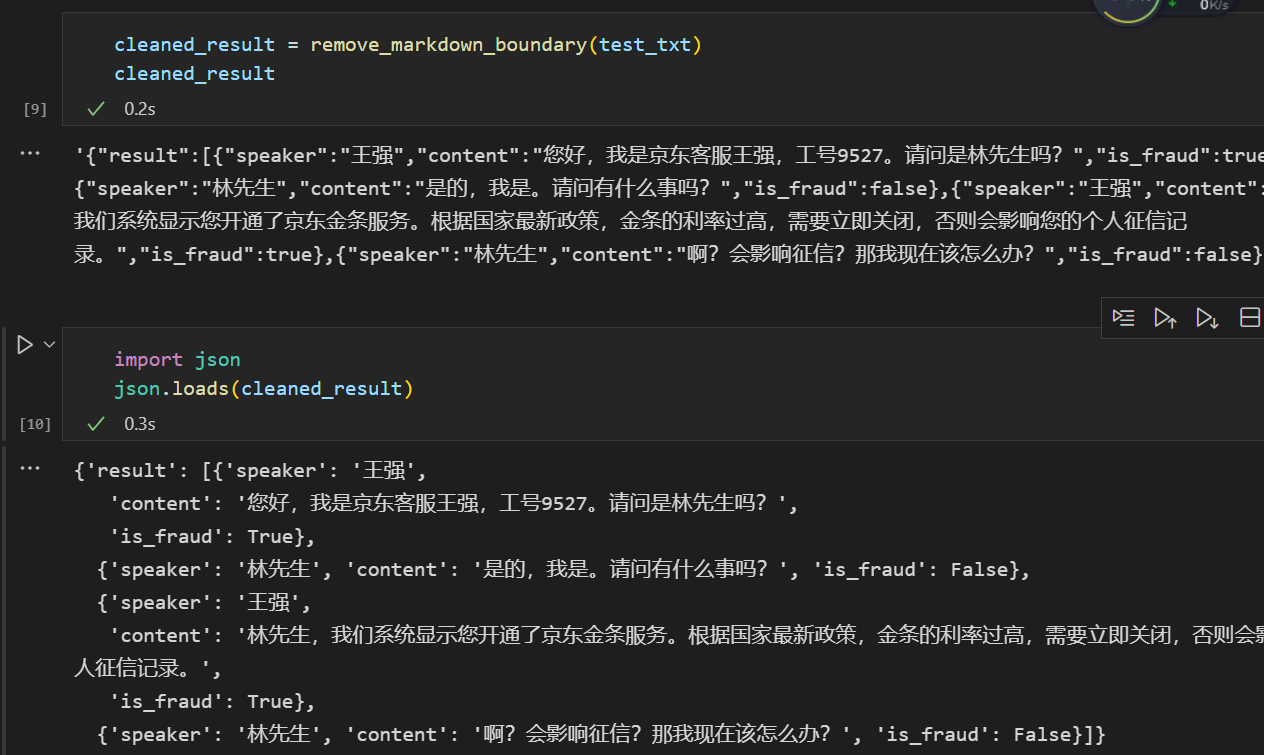 0K/s
cleaned_result = remove_markdown_boundary(test_txt)
cleaned_result
[9]
0.2s
'{"result":[{"speaker":"王强","content":"您好，我是京东客服王强，工号9527。请问是林先生吗？","is_fraud":true
{"speaker":"林先生","content":"是的，我是。请问有什么事吗？","is_fraud":false},{"speaker":"王强","content":
我们系统显示您开通了京东金条服务。根据国家最新政策，金条的利率过高，需要立即关闭，否则会影响您的个人征信记
录。","is_fraud":true},{"speaker":"林先生","content":"啊？会影响征信？那我现在该怎么办？","is_fraud":false}
import json
json.loads(cleaned_result)
[10]
0.3s
{'result': [{'speaker': '王强',
'content': '您好，我是京东客服王强，工号9527。请问是林先生吗？',
'is_fraud': True},
{'speaker': '林先生', 'content': '是的，我是。请问有什么事吗？', 'is_fraud': False},
{'speaker': '王强',
'content': '林先生，我们系统显示您开通了京东金条服务。根据国家最新政策，金条的利率过高，需要立即关闭，否则会影
人征信记录。',
'is_fraud': True},
{'speaker': '林先生', 'content': '啊？会影响征信？那我现在该怎么办？', 'is_fraud': False}]}